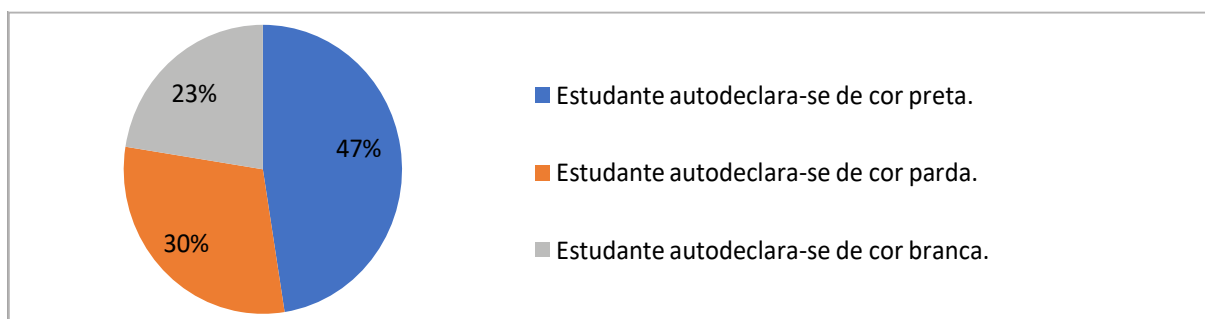 23%
47%
30%
Estudante autodeclara-se de cor preta.
Estudante autodeclara-se de cor parda.
Estudante autodeclara-se de cor branca.